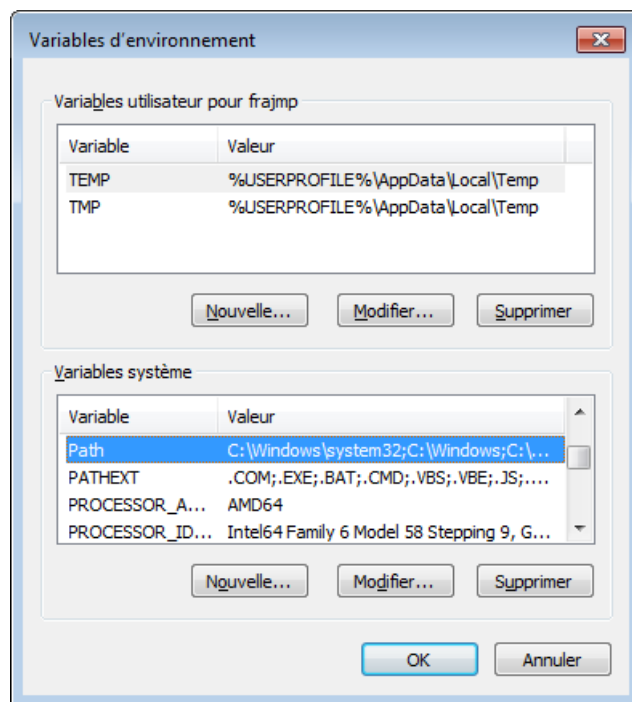 Variables d'environnement
Variables utilisateur pour frajmp
Variable Valeur
TEMP %USERPROFILE%\AppData\Local\Temp
TMP %USERPROFILE%\AppData\Local\Temp
Nouvelle... Modifier... Supprimer
Variables système
Variable Valeur
Path C:\Windows\system32;C:\Windows;C:\...
PATHEXT .COM;.EXE;.BAT;.CMD;.VBS;.VBE;.JS;....
PROCESSOR_A... AMD64
PROCESSOR_ID... Intel64 Family 6 Model 58 Stepping 9, G...
Nouvelle... Modifier... Supprimer
OK Annuler